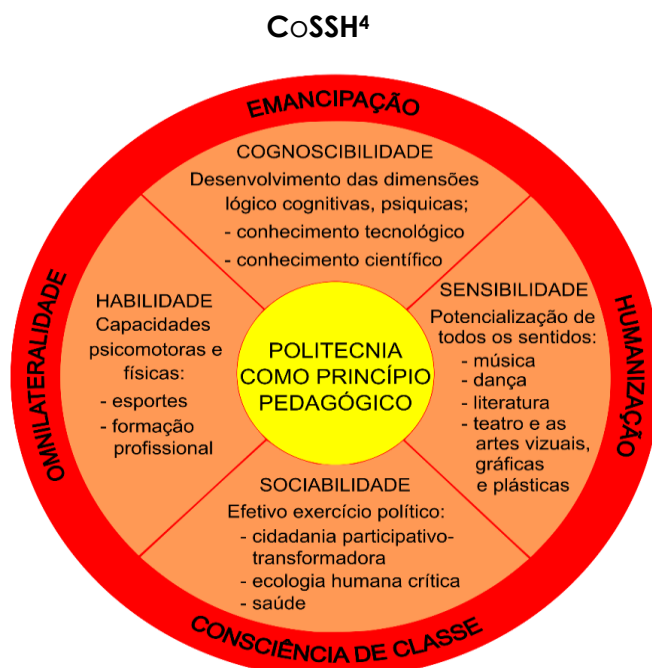 CoSSH⁴
EMANCIPAÇÃO
COGNOSCIBILIDADE
Desenvolvimento das dimensões
lógico cognitivas, psiquicas;
- conhecimento tecnológico
- conhecimento científico
HABILIDADE
Capacidades
psicomotoras e
físicas:
- esportes
- formação
profissional
OMNILATERALIDADE
POLITECNIA
COMO PRINCÍPIO
PEDAGÓGICO
SENSIBILIDADE
Potencialização de
todos os sentidos:
- música
- dança
- literatura
- teatro e as
artes vizuais,
gráficas
e plásticas
HUMANIZAÇÃO
SOCIABILIDADE
Efetivo exercício político:
- cidadania participativo-
transformadora
- ecologia humana crítica
- saúde
CONSCIÊNCIA DE CLASSE